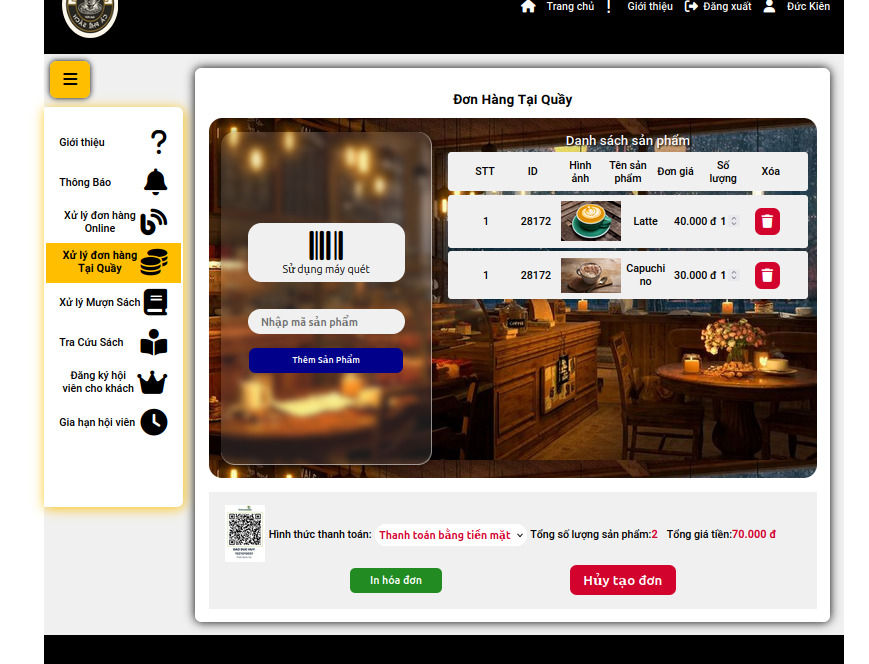 Trang chủ
Giới thiệu
Đăng xuất
Đức Kiên
Giới thiệu
Thông Báo
Xử lý đơn hàng
Online
Xử lý đơn hàng
Tại Quầy
Xử lý Mượn Sách
Tra Cứu Sách
Đăng ký hội
viên cho khách
Gia hạn hội viên
Đơn Hàng Tại Quầy
Sử dụng máy quét
Nhập mã sản phẩm
Thêm Sản Phẩm
Danh sách sản phẩm
STT ID Hình ảnh Tên sản phẩm Đơn giá Số lượng Xóa
1 28172 Latte 40.000 đ 1
1 28172 Capuchi
no 30.000 đ 1
Hình thức thanh toán: Thanh toán bằng tiền mặt Tổng số lượng sản phẩm:2 Tổng giá tiền:70.000 đ
In hóa đơn
Hủy tạo đơn